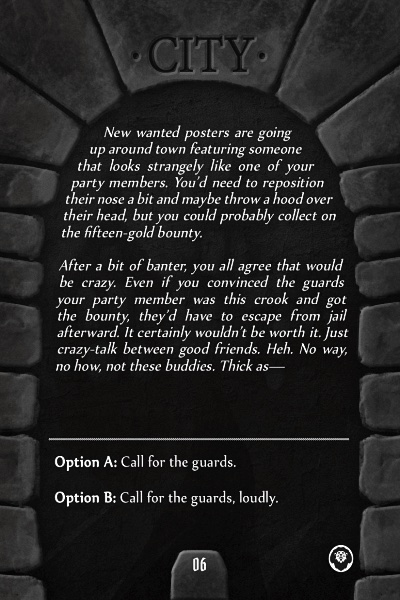 · CITY ·
New wanted posters are going
up around town featuring someone
that looks strangely like one of your
party members. You'd need to reposition
their nose a bit and maybe throw a hood over
their head, but you could probably collect on
the fifteen-gold bounty.
After a bit of banter, you all agree that would
be crazy. Even if you convinced the guards
your party member was this crook and got
the bounty, they'd have to escape from jail
afterward. It certainly wouldn't be worth it. Just
crazy-talk between good friends. Heh. No way,
no how, not these buddies. Thick as—
Option A: Call for the guards.
Option B: Call for the guards, loudly.
06